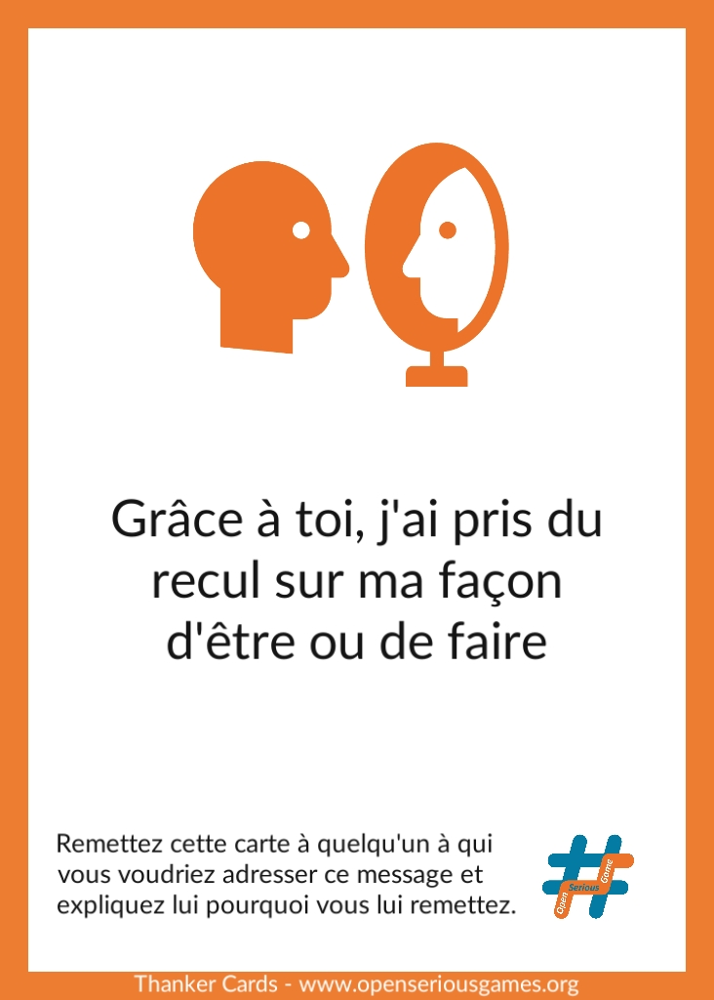 Grâce à toi, j'ai pris du
recul sur ma façon
d'être ou de faire
Remettez cette carte à quelqu'un à qui
vous voudriez adresser ce message et
expliquez lui pourquoi vous lui remettez.
Open Serious Game
Thanker Cards - www.openseriousgames.org